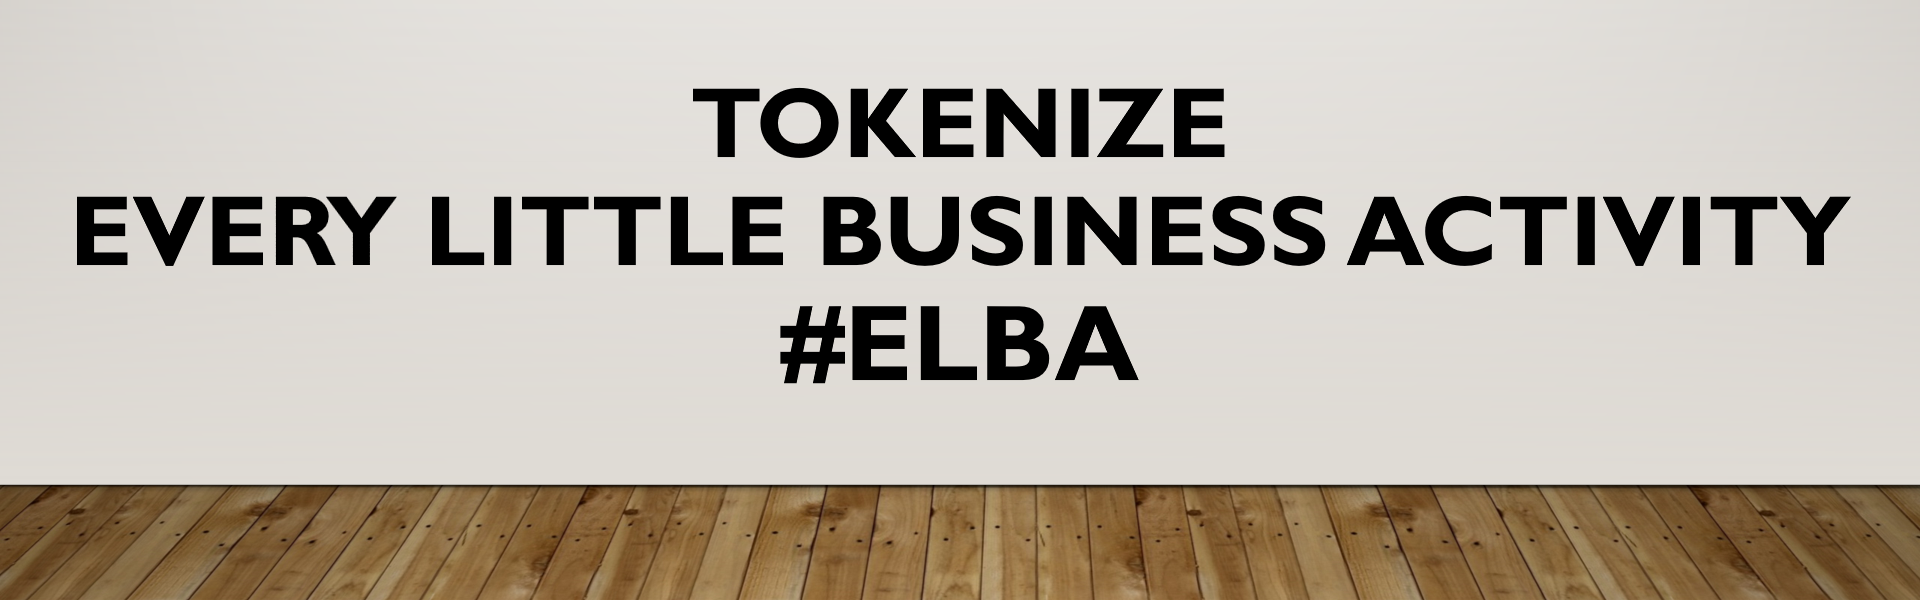 TOKENIZE
EVERY LITTLE BUSINESS ACTIVITY
#ELBA